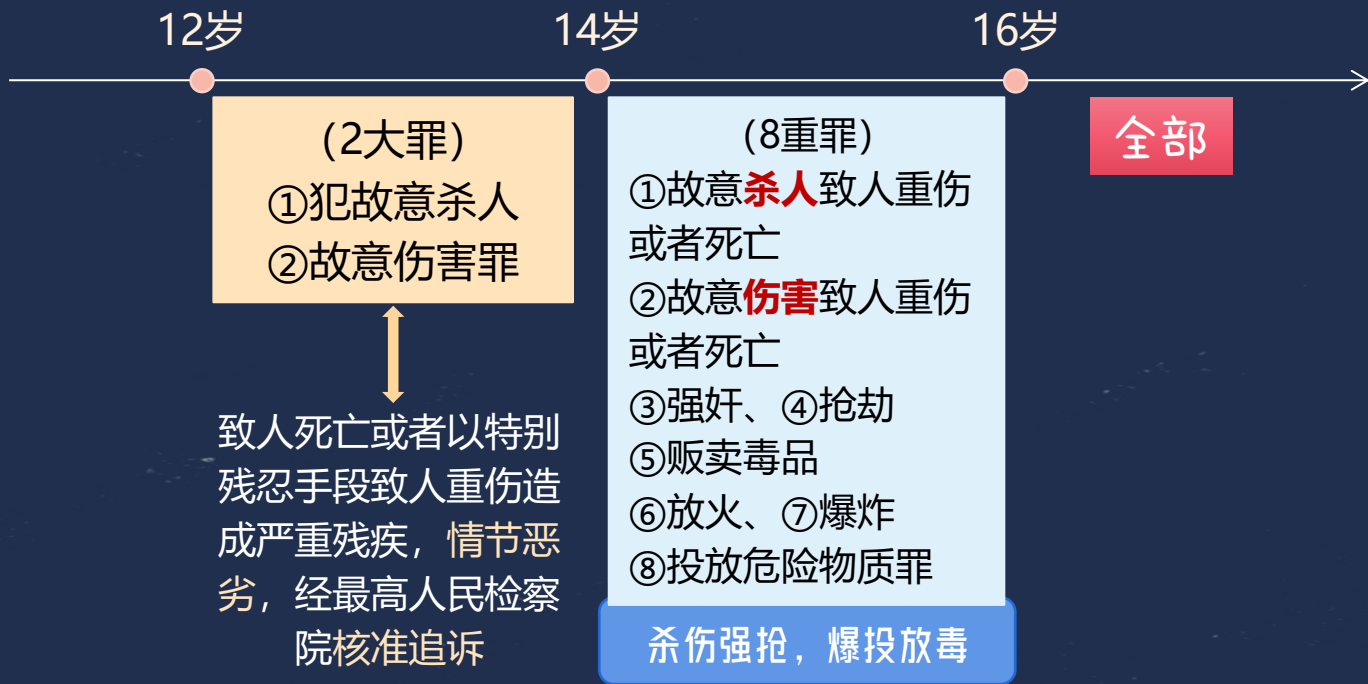 12岁
14岁
16岁
（2大罪）
①犯故意杀人
②故意伤害罪
致人死亡或者以特别
残忍手段致人重伤造
成严重残疾，情节恶
劣，经最高人民检察
院核准追诉
（8重罪）
①故意杀人致人重伤
或者死亡
②故意伤害致人重伤
或者死亡
③强奸、④抢劫
⑤贩卖毒品
⑥放火、⑦爆炸
⑧投放危险物质罪
杀伤强抢，爆投放毒
全部